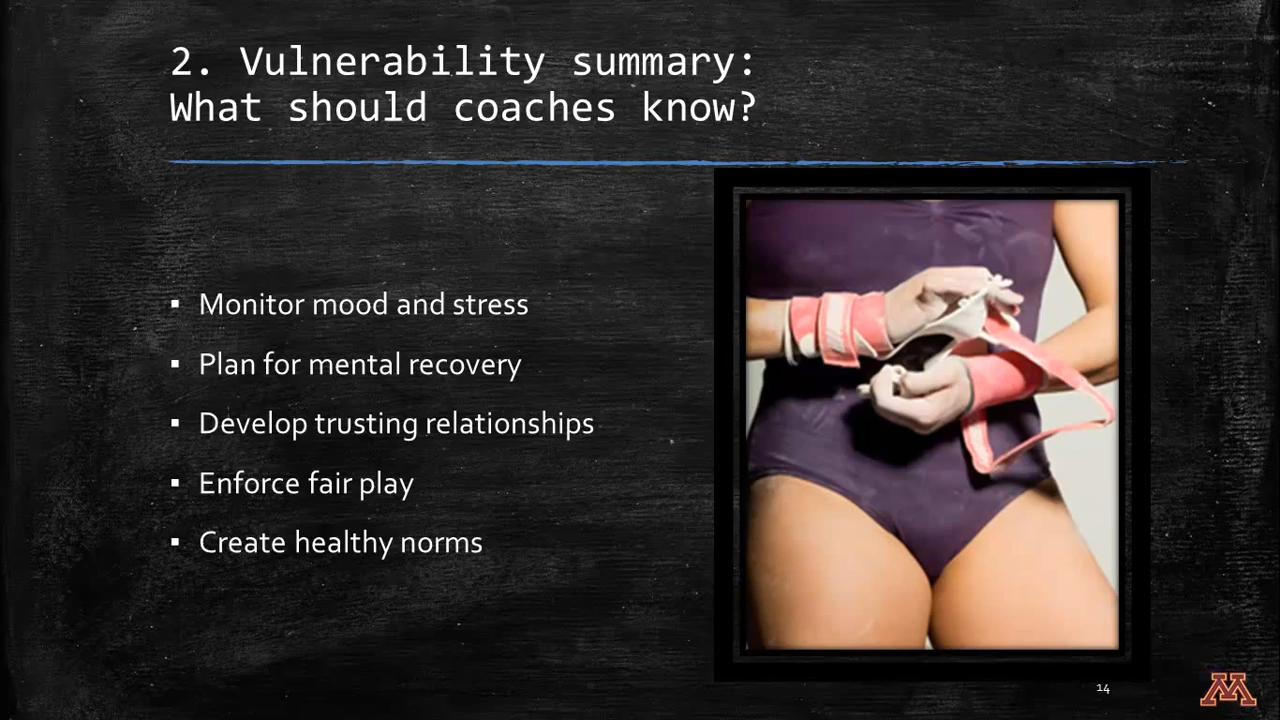 2. Vulnerability summary:
What should coaches know?
▪ Monitor mood and stress
▪ Plan for mental recovery
▪ Develop trusting relationships
▪ Enforce fair play
▪ Create healthy norms
14
M